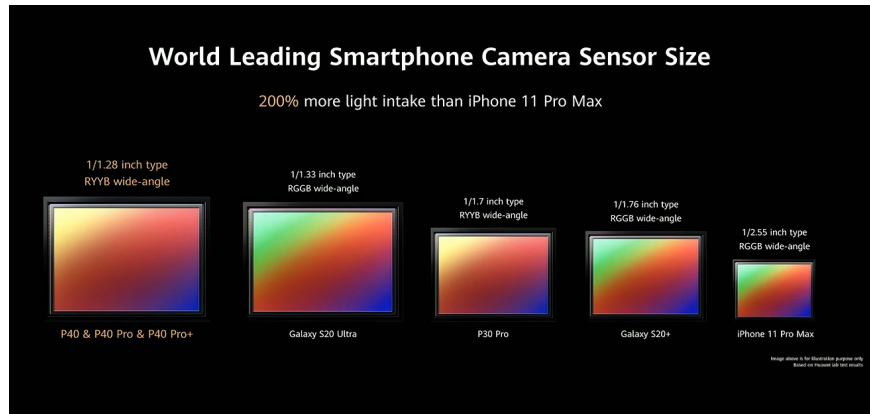 World Leading Smartphone Camera Sensor Size
200% more light intake than iPhone 11 Pro Max
1/1.28 inch type
RYYB wide-angle
P40 & P40 Pro & P40 Pro+
1/1.33 inch type
RGGB wide-angle
Galaxy S20 Ultra
1/1.7 inch type
RYYB wide-angle
P30 Pro
1/1.76 inch type
RGGB wide-angle
Galaxy S20+
1/2.55 inch type
RGGB wide-angle
iPhone 11 Pro Max
Image above is for illustration purpose only
Based on Huawei lab test results